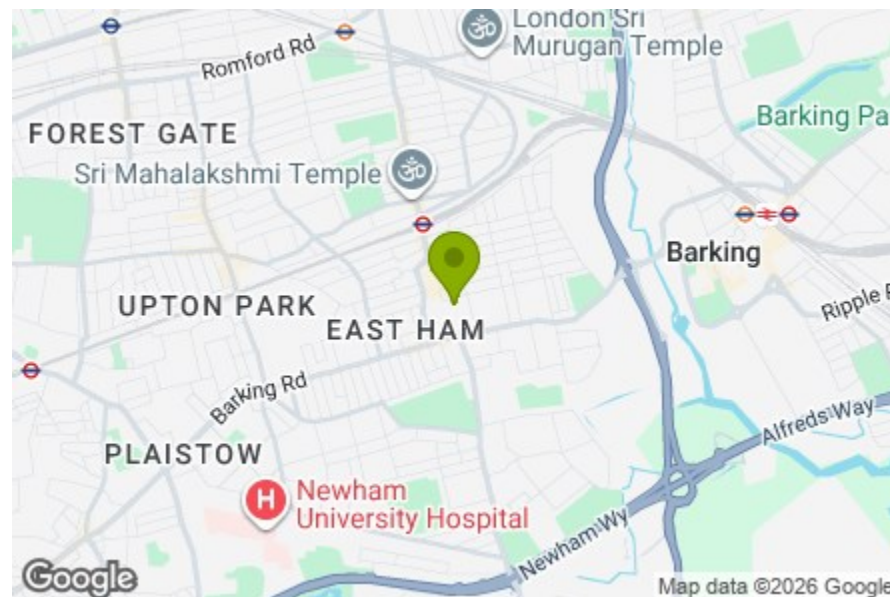 London Sri
Murugan Temple
Romford Rd
Barking Pa
FOREST GATE
Sri Mahalakshmi Temple
Barking
UPTON PARK
EAST HAM
Ripple
Barking Rd
Alfreds Way
PLAISTOW
H
Newham
University Hospital
Newham Wy
Google
Map data ©2026 Google